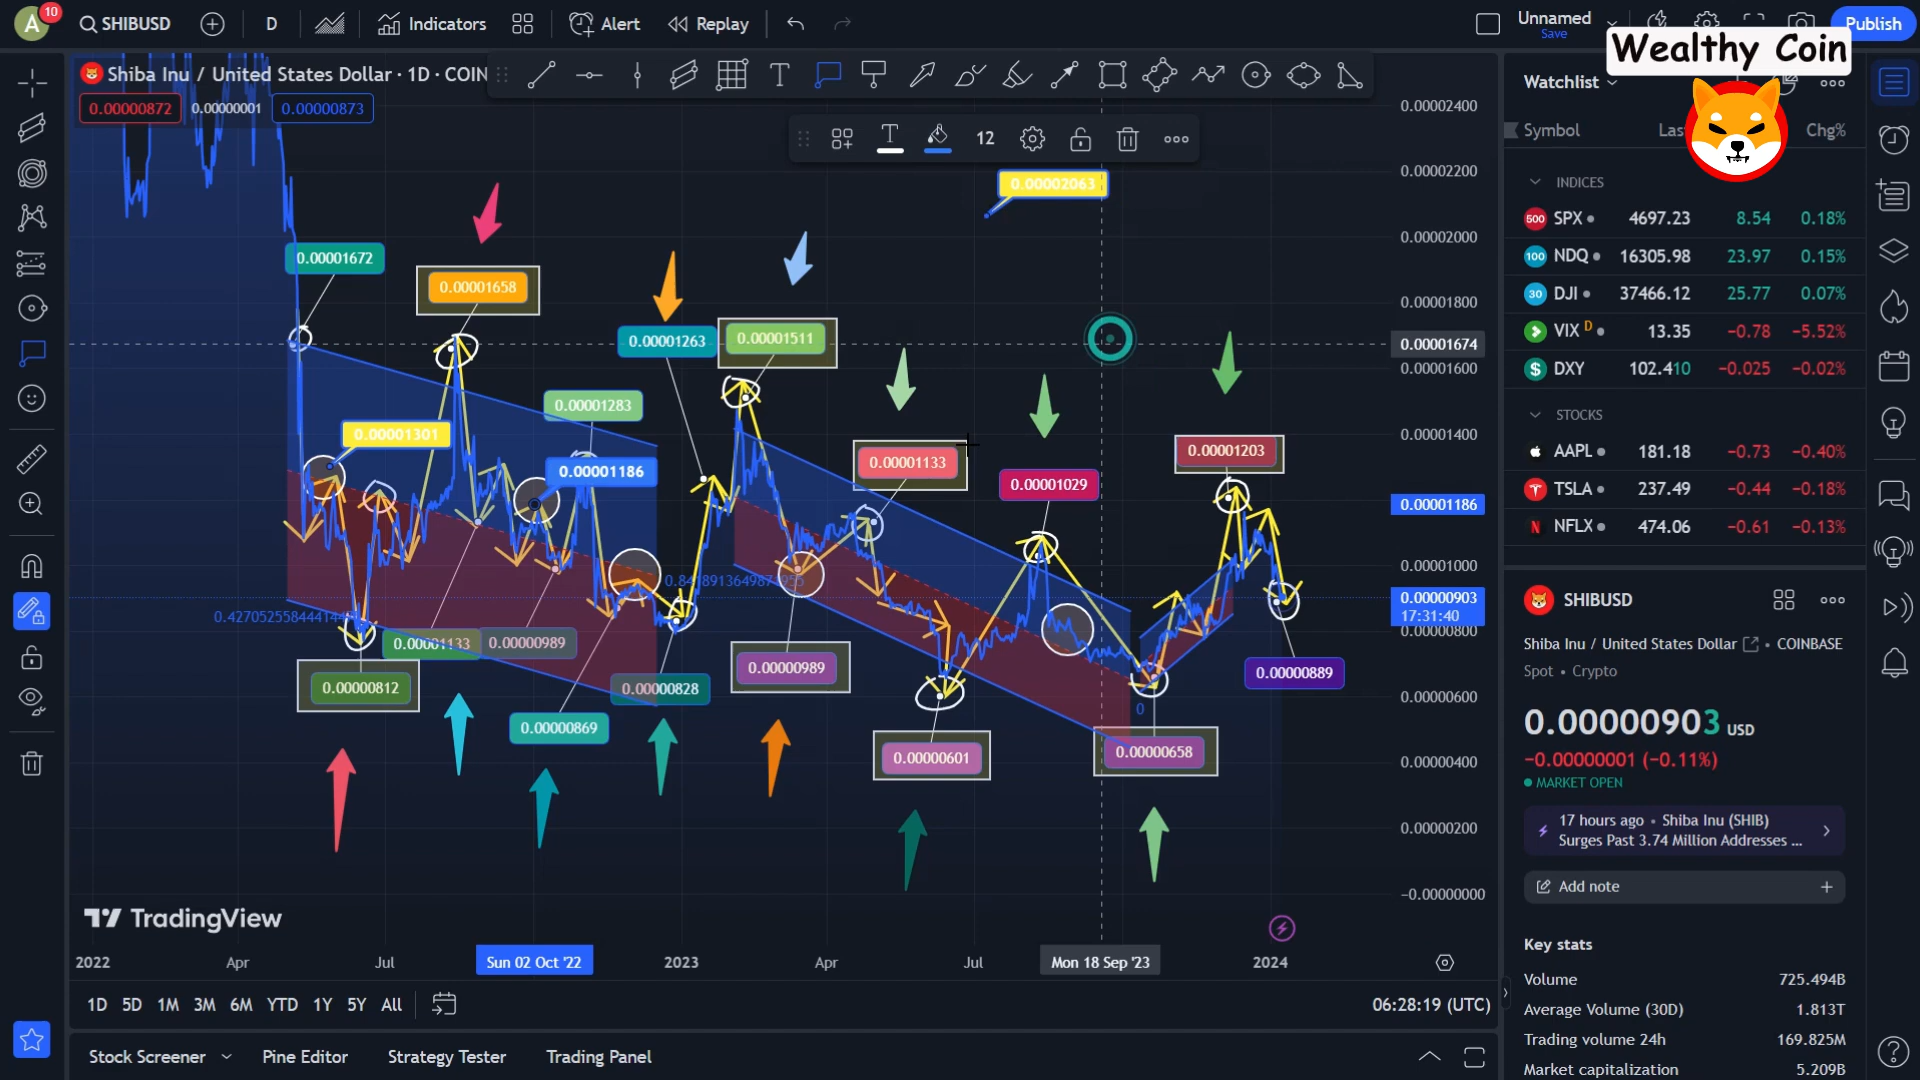 A
10
SHIBUSD
D
Indicators
Alert
Replay
Unnamed
Save
Publish
Wealthy Coin
Shiba Inu / United States Dollar · 1D · COIN
0.00000872
0.00000001
0.00000873
12
Watchlist
Symbol
Las
Chg%
INDICES
500 SPX 4697.23 8.54 0.18%
100 NDQ 16305.98 23.97 0.15%
30 DJI 37466.12 25.77 0.07%
VIX D 13.35 −0.78 −5.52%
$ DXY 102.410 −0.025 −0.02%
STOCKS
AAPL 181.18 −0.73 −0.40%
TSLA 237.49 −0.44 −0.18%
N NFLX 474.06 −0.61 −0.13%
0.00002063
0.00001672
0.00001658
0.00001263
0.00001511
0.00001283
0.00001301
0.00001186
0.00001133
0.00001029
0.00001203
0.00001133
0.00000989
0.00000812
0.00000869
0.00000828
0.00000989
0.00000601
0.00000658
0.00000889
0
0.00002400
0.00002200
0.00002000
0.00001800
0.00001674
0.00001600
0.00001400
0.00001186
0.00001000
0.00000903
17:31:40
0.00000800
0.00000600
0.00000400
0.00000200
−0.00000000
TradingView
2022
Apr
Jul
Sun 02 Oct '22
2023
Apr
Jul
Mon 18 Sep '23
2024
1D 5D 1M 3M 6M YTD 1Y 5Y All
06:28:19 (UTC)
Stock Screener
Pine Editor
Strategy Tester
Trading Panel
SHIBUSD
Shiba Inu / United States Dollar • COINBASE
Spot • Crypto
0.00000903 USD
−0.00000001 (−0.11%)
MARKET OPEN
17 hours ago • Shiba Inu (SHIB)
Surges Past 3.74 Million Addresses ...
Add note
Key stats
Volume 725.494B
Average Volume (30D) 1.813T
Trading volume 24h 169.825M
Market capitalization 5.209B